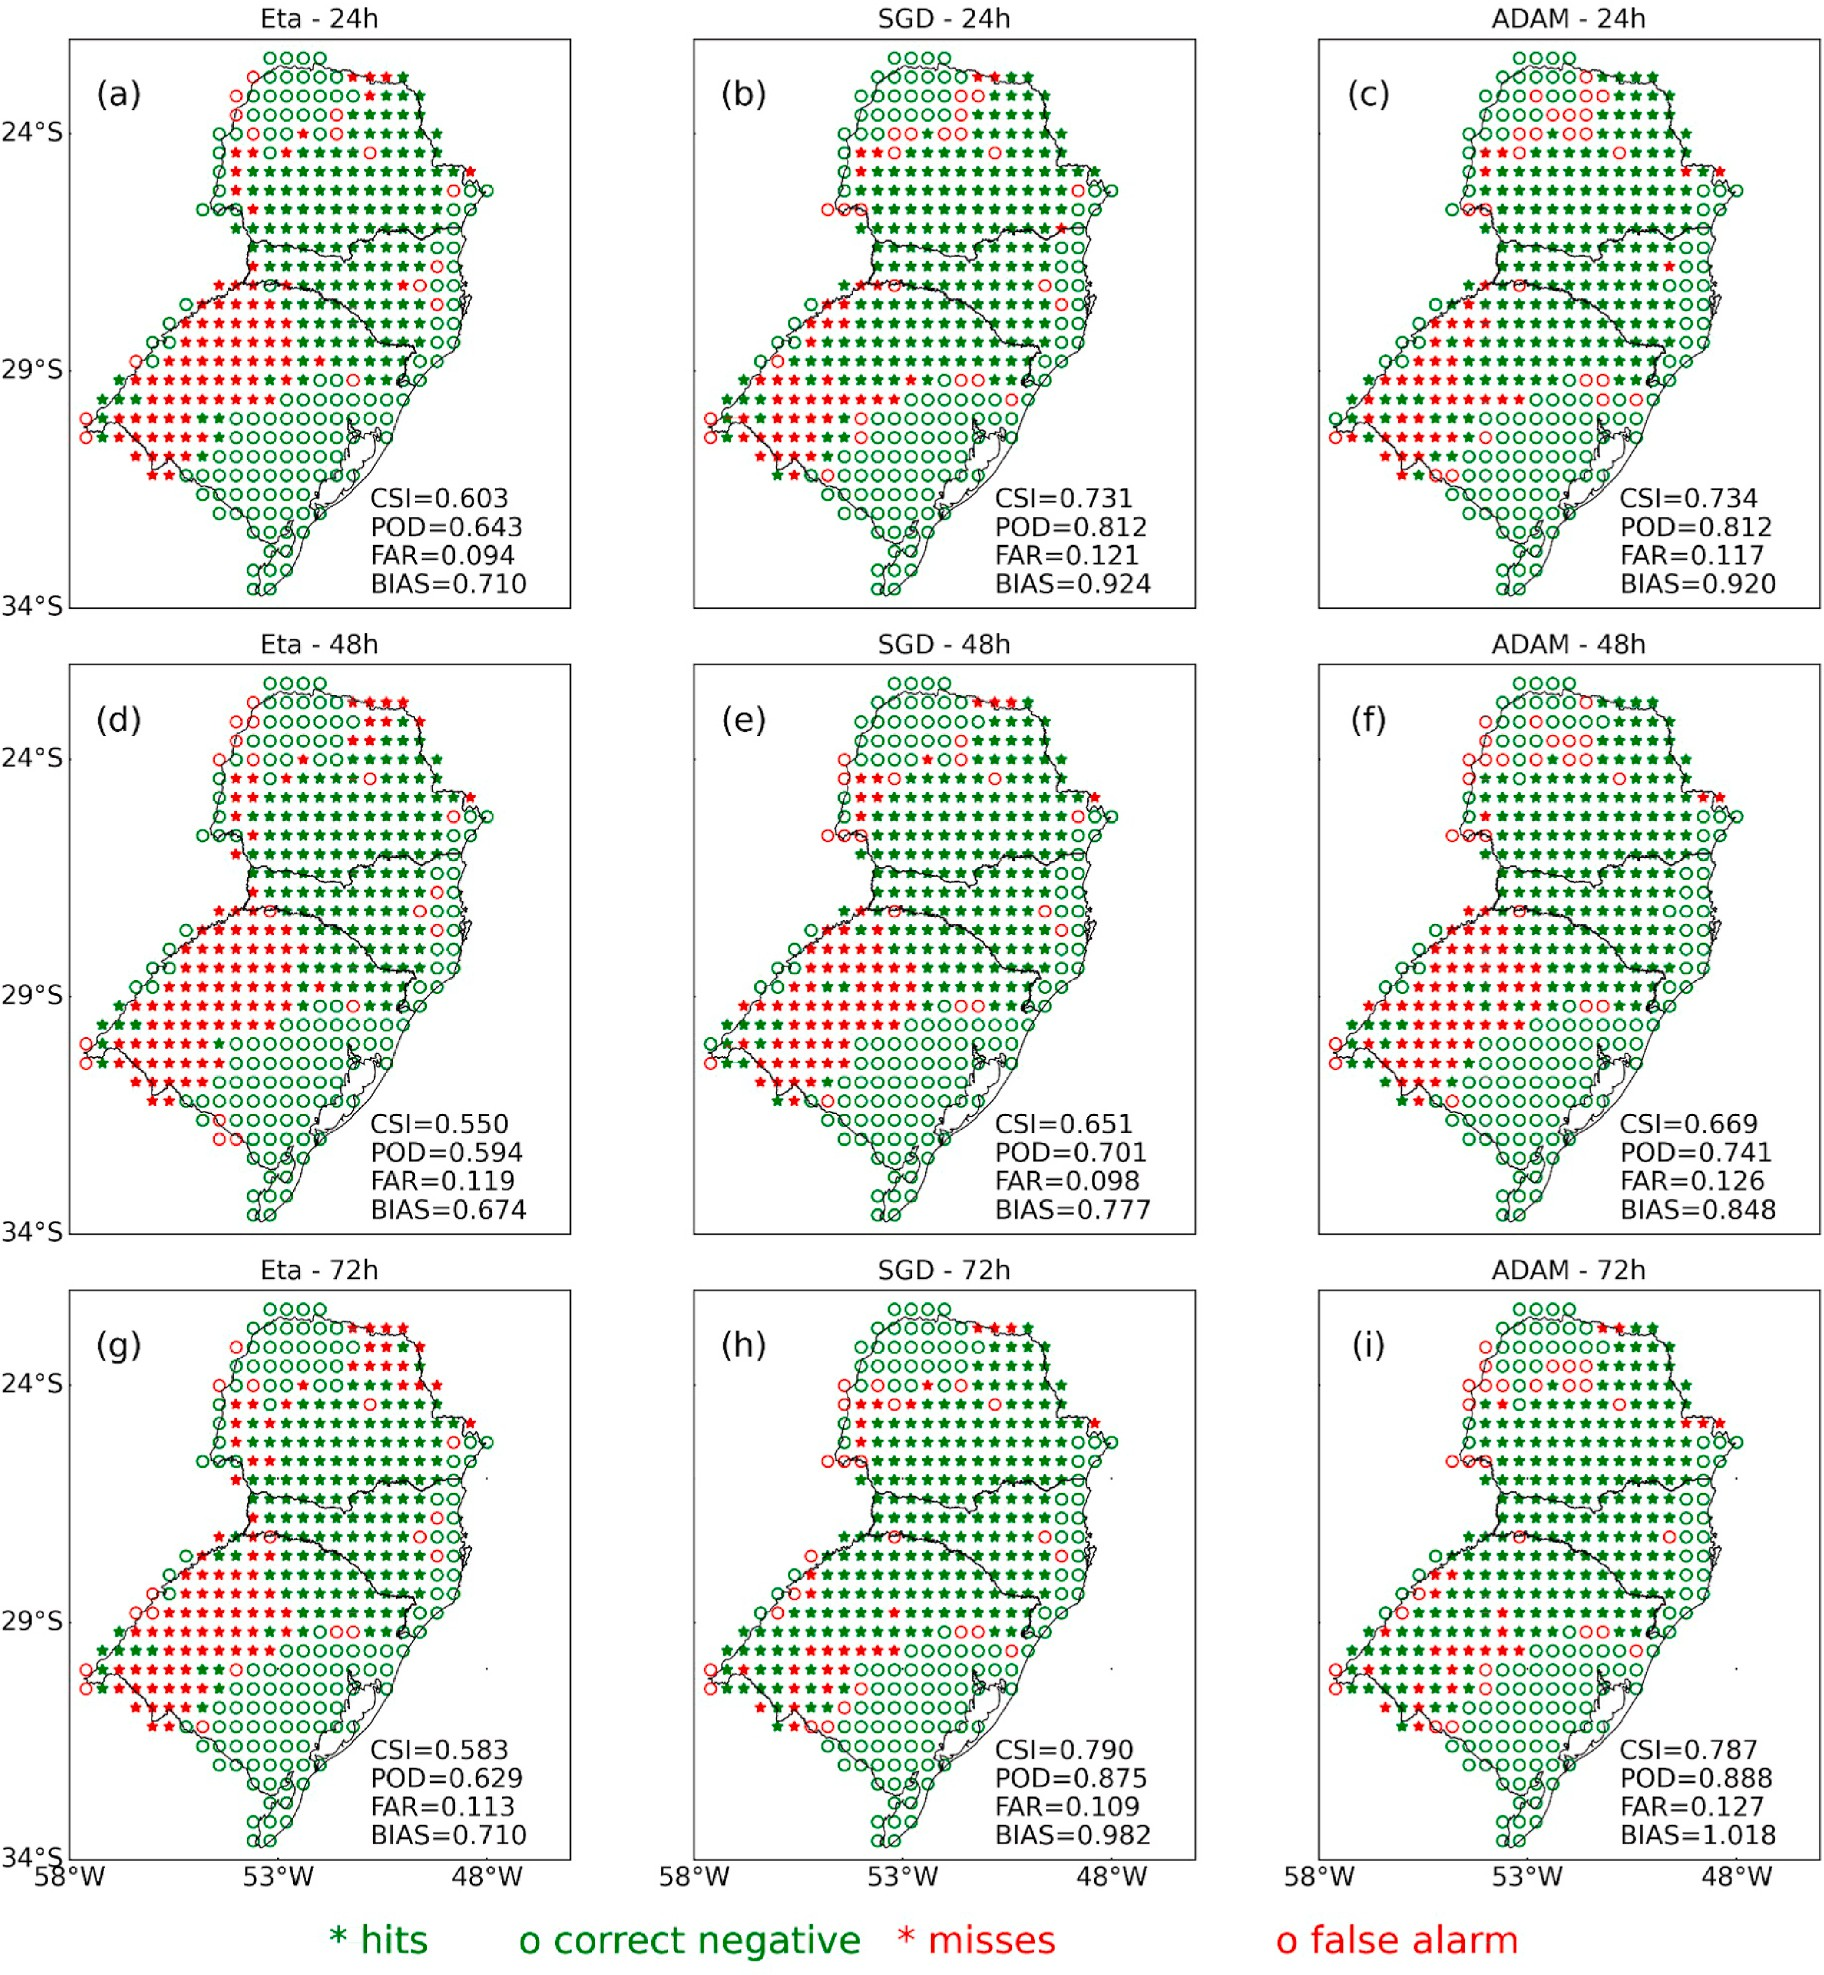 Eta - 24h
SGD - 24h
ADAM - 24h
(a)
(b)
(c)
24°S
29°S
34°S
CSI=0.603
POD=0.643
FAR=0.094
BIAS=0.710
CSI=0.731
POD=0.812
FAR=0.121
BIAS=0.924
CSI=0.734
POD=0.812
FAR=0.117
BIAS=0.920
Eta - 48h
SGD - 48h
ADAM - 48h
(d)
(e)
(f)
24°S
29°S
34°S
CSI=0.550
POD=0.594
FAR=0.119
BIAS=0.674
CSI=0.651
POD=0.701
FAR=0.098
BIAS=0.777
CSI=0.669
POD=0.741
FAR=0.126
BIAS=0.848
Eta - 72h
SGD - 72h
ADAM - 72h
(g)
(h)
(i)
24°S
29°S
34°S
CSI=0.583
POD=0.629
FAR=0.113
BIAS=0.710
CSI=0.790
POD=0.875
FAR=0.109
BIAS=0.982
CSI=0.787
POD=0.888
FAR=0.127
BIAS=1.018
58°W 53°W 48°W
58°W 53°W 48°W
58°W 53°W 48°W
* hits o correct negative * misses o false alarm